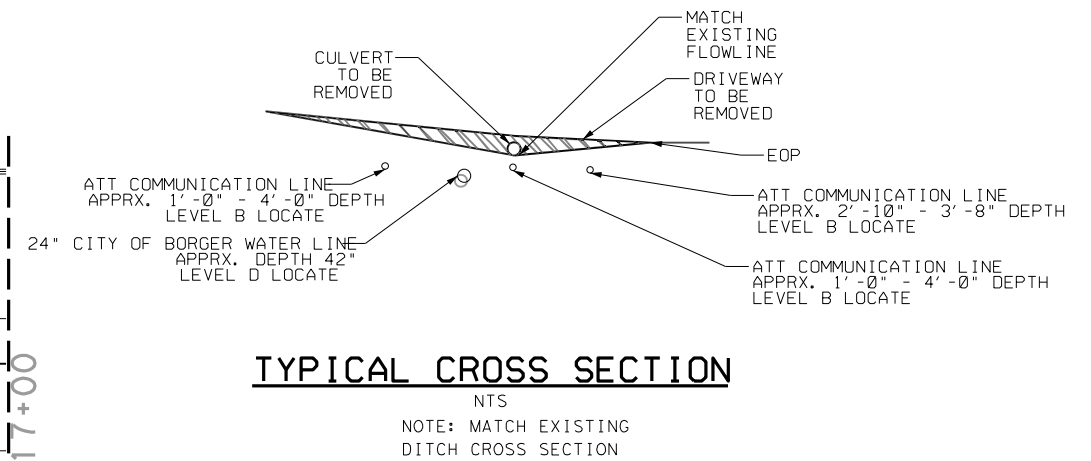 MATCH
EXISTING
FLOWLINE
CULVERT
TO BE
REMOVED
DRIVEWAY
TO BE
REMOVED
EOP
ATT COMMUNICATION LINE
APPRX. 1'-0" - 4'-0" DEPTH
LEVEL B LOCATE
24" CITY OF BORGER WATER LINE
APPRX. DEPTH 42"
LEVEL D LOCATE
ATT COMMUNICATION LINE
APPRX. 2'-10" - 3'-8" DEPTH
LEVEL B LOCATE
ATT COMMUNICATION LINE
APPRX. 1'-0" - 4'-0" DEPTH
LEVEL B LOCATE
17+00
TYPICAL CROSS SECTION
NTS
NOTE: MATCH EXISTING
DITCH CROSS SECTION